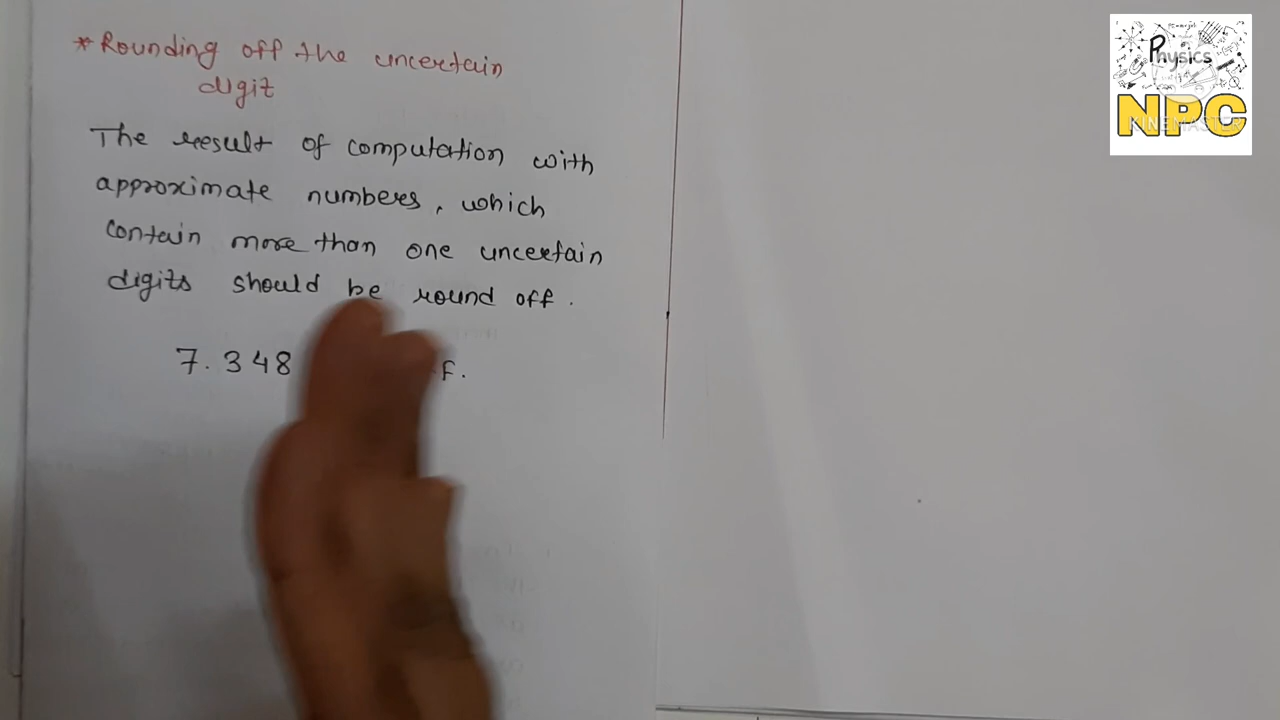 * Rounding off the uncertain
digit
The result of computation with
approximate numbers, which
contain more than one uncertain
digits should be round off.
7.348
F.
Physics
NPC
KINEMASTER